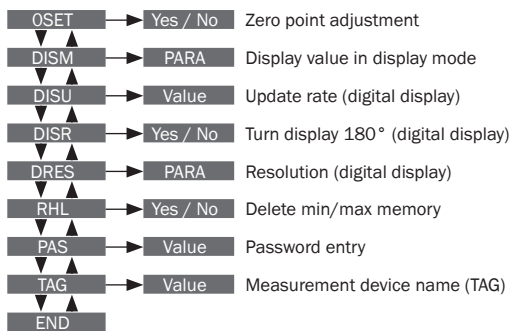 0SET Yes / No Zero point adjustment
DISM PARA Display value in display mode
DISU Value Update rate (digital display)
DISR Yes / No Turn display 180° (digital display)
DRES PARA Resolution (digital display)
RHL Yes / No Delete min/max memory
PAS Value Password entry
TAG Value Measurement device name (TAG)
END